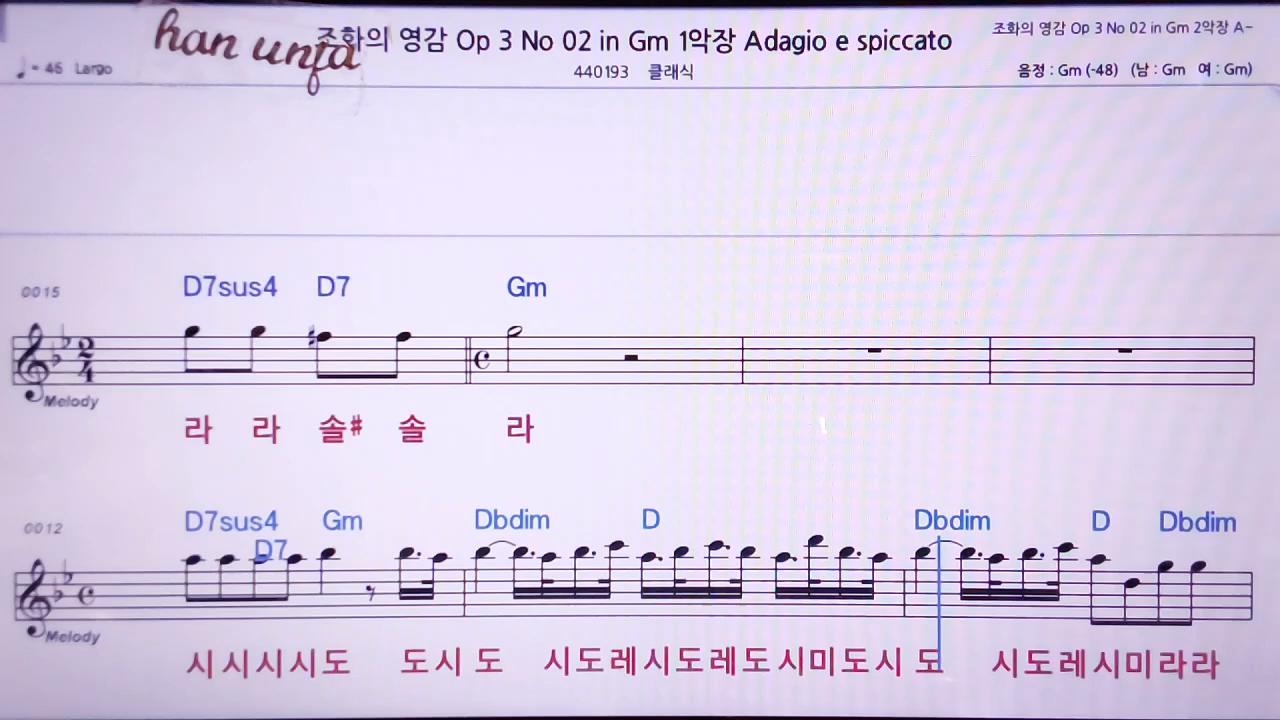 han unfa
조화의 영감 Op 3 No 02 in Gm 1악장 Adagio e spiccato
조화의 영감 Op 3 No 02 in Gm 2악장 A-
♩= 46 Largo
440193 클래식
음정 : Gm (-48) (남 : Gm 여 : Gm)
0015 D7sus4 D7 Gm
2/4
Melody
라 라 솔# 솔 라
0012 D7sus4 D7 Gm Dbdim D Dbdim D Dbdim
Melody
시시시시도 도시 도 시도레시도레도시미도시 도 시도레시미라라